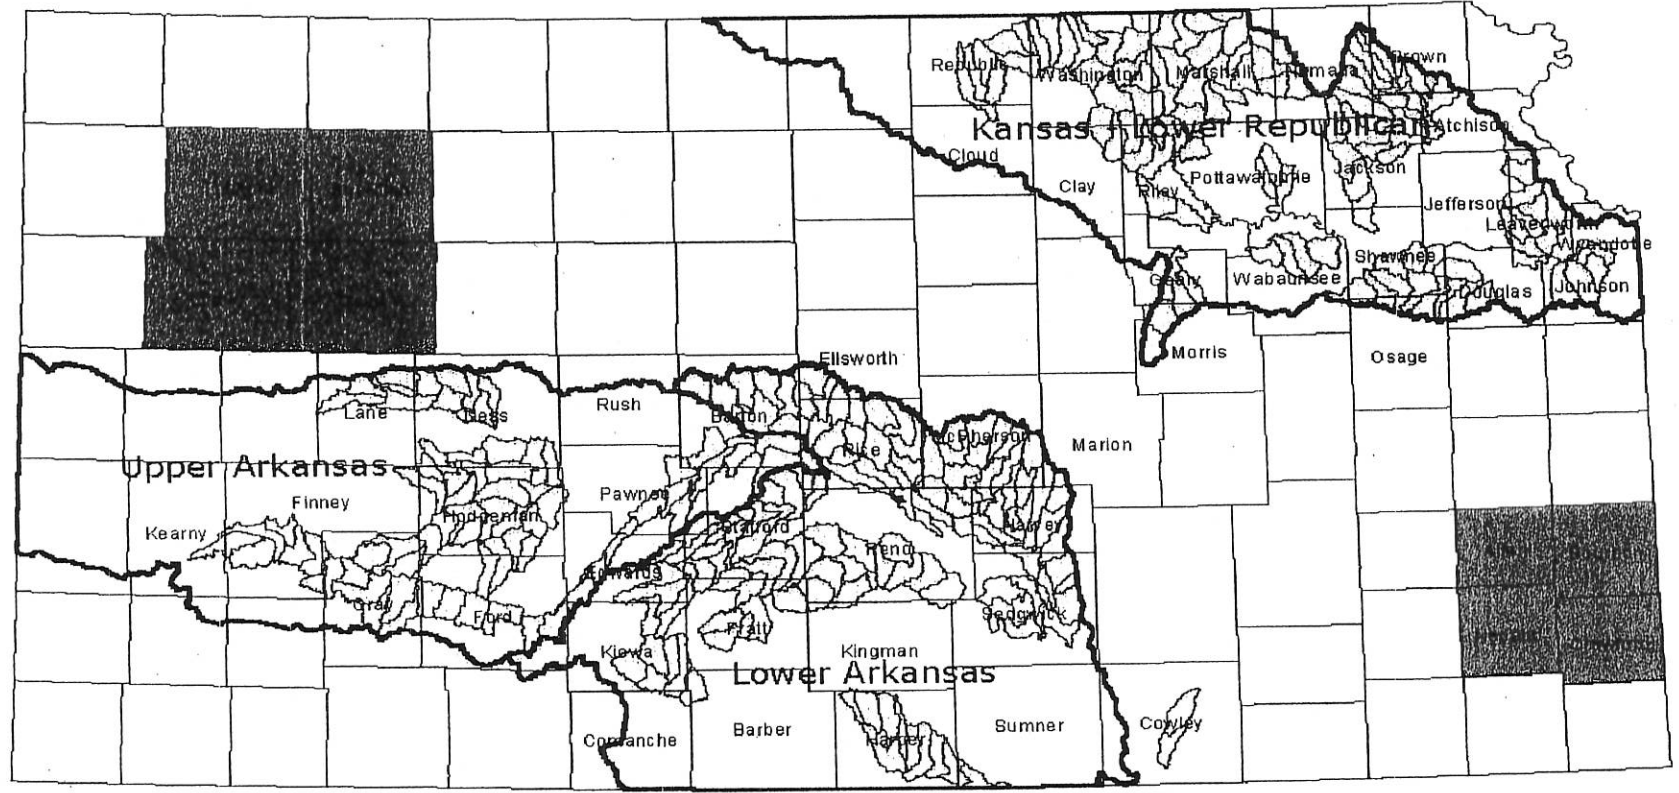 Republic
Washington
Marshall
Nemaha
Brown
Kansas - Lower Republican
Atchison
Cloud
Clay
Riley
Pottawatomie
Jackson
Jefferson
Leavenworth
Wyandotte
Geary
Wabaunsee
Shawnee
Douglas
Johnson
Morris
Osage
Ellsworth
Lane
Ness
Rush
Barton
Rice
McPherson
Marion
Upper Arkansas
Finney
Kearny
Hodgeman
Pawnee
Stafford
Reno
Harvey
Edwards
Gray
Ford
Kiowa
Pratt
Sedgwick
Kingman
Lower Arkansas
Comanche
Barber
Harper
Sumner
Cowley